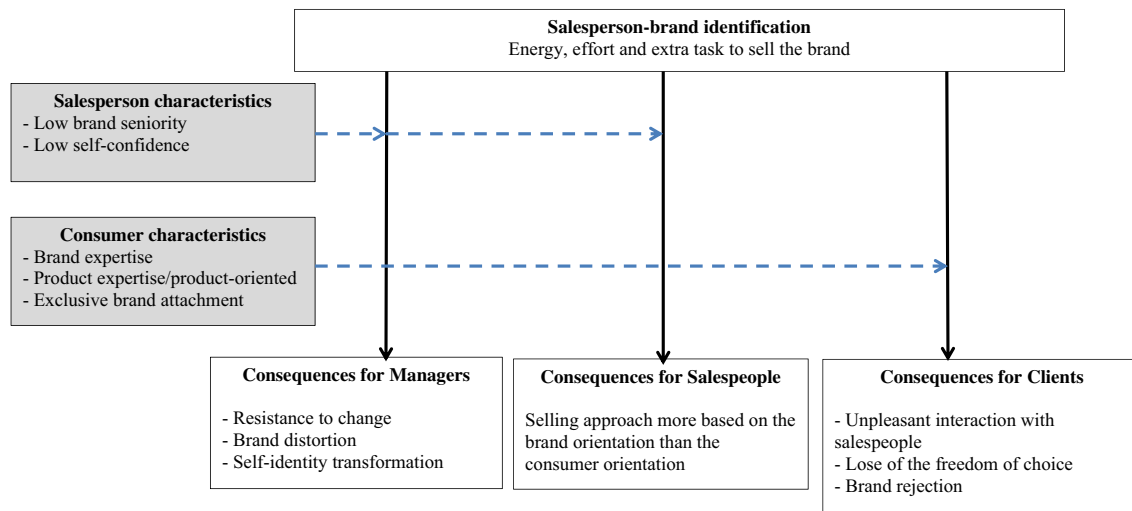 Salesperson-brand identification
Energy, effort and extra task to sell the brand
Salesperson characteristics
- Low brand seniority
- Low self-confidence
Consumer characteristics
- Brand expertise
- Product expertise/product-oriented
- Exclusive brand attachment
Consequences for Managers
- Resistance to change
- Brand distortion
- Self-identity transformation
Consequences for Salespeople
Selling approach more based on the
brand orientation than the
consumer orientation
Consequences for Clients
- Unpleasant interaction with
salespeople
- Lose of the freedom of choice
- Brand rejection